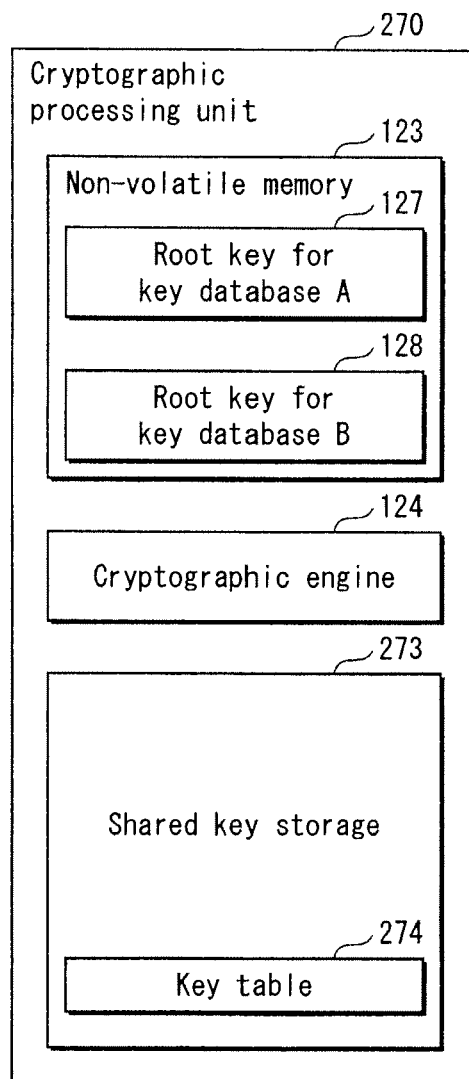 270
Cryptographic
processing unit
123
Non-volatile memory
127
Root key for
key database A
128
Root key for
key database B
124
Cryptographic engine
273
Shared key storage
274
Key table